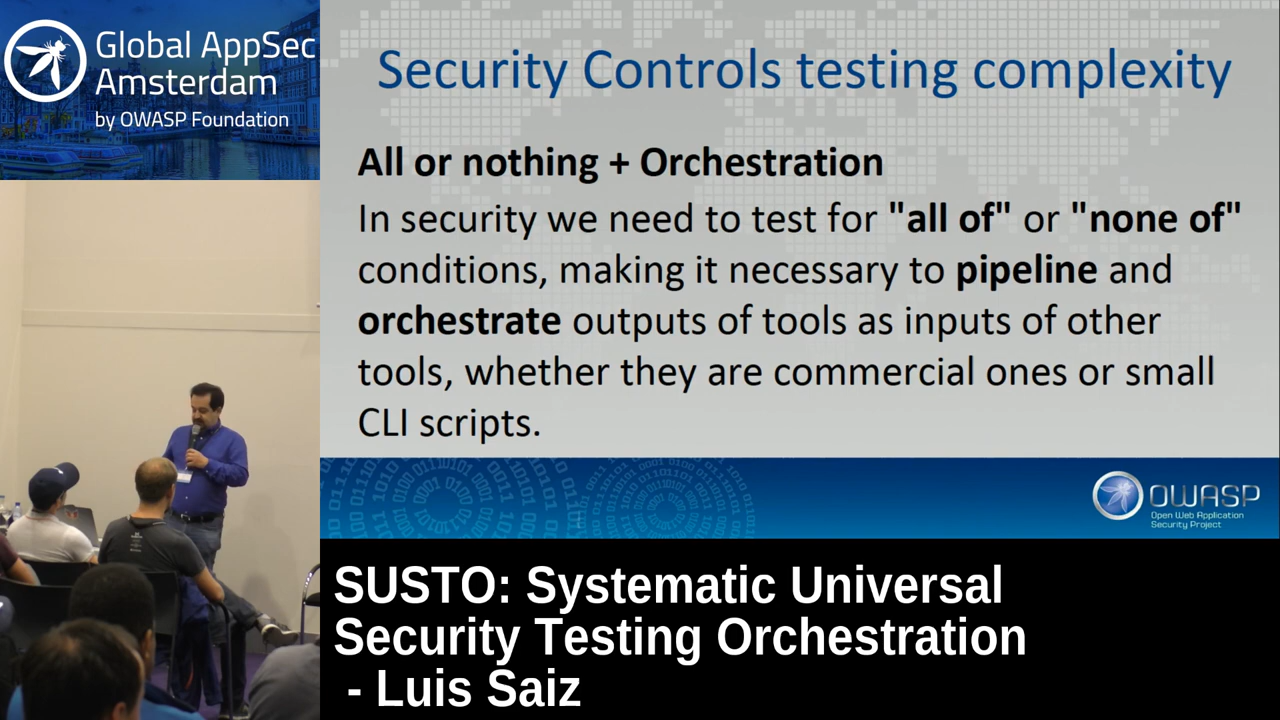 Global AppSec
Amsterdam
by OWASP Foundation
Security Controls testing complexity
All or nothing + Orchestration
In security we need to test for "all of" or "none of"
conditions, making it necessary to pipeline and
orchestrate outputs of tools as inputs of other
tools, whether they are commercial ones or small
CLI scripts.
OWASP
Open Web Application
Security Project
SUSTO: Systematic Universal
Security Testing Orchestration
- Luis Saiz